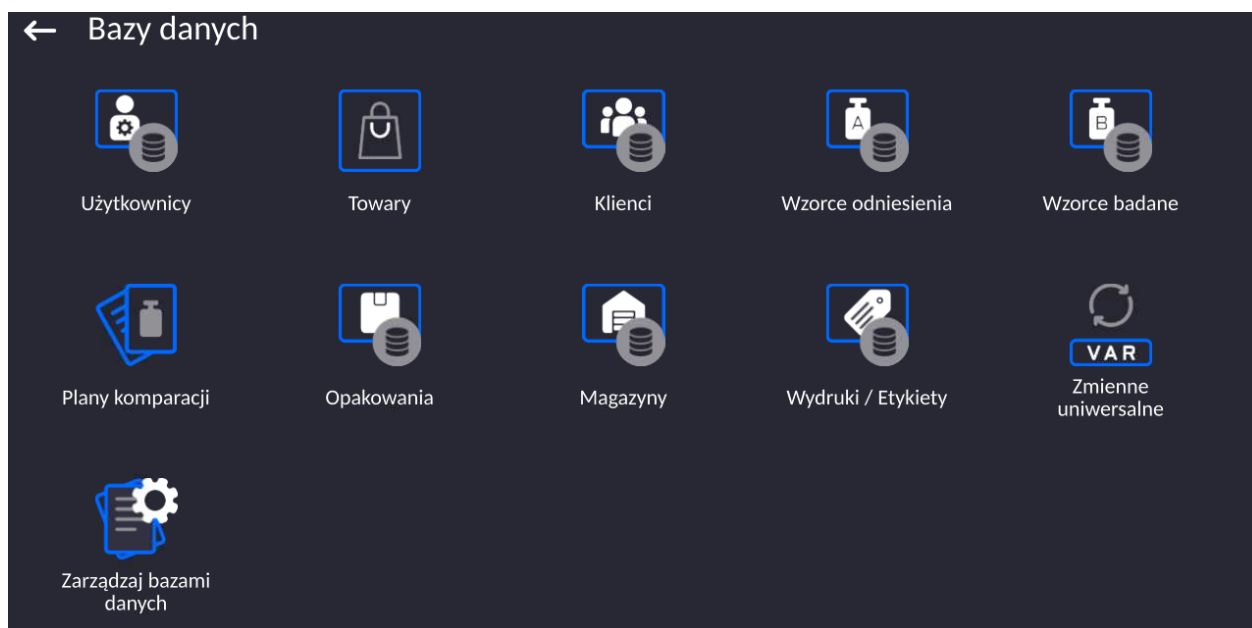 Bazy danych
Użytkownicy
Towary
Klienci
A
Wzorce odniesienia
B
Wzorce badane
Plany komparacji
Opakowania
Magazyny
Wydruki / Etykiety
VAR
Zmienne
uniwersalne
Zarządzaj bazami
danych